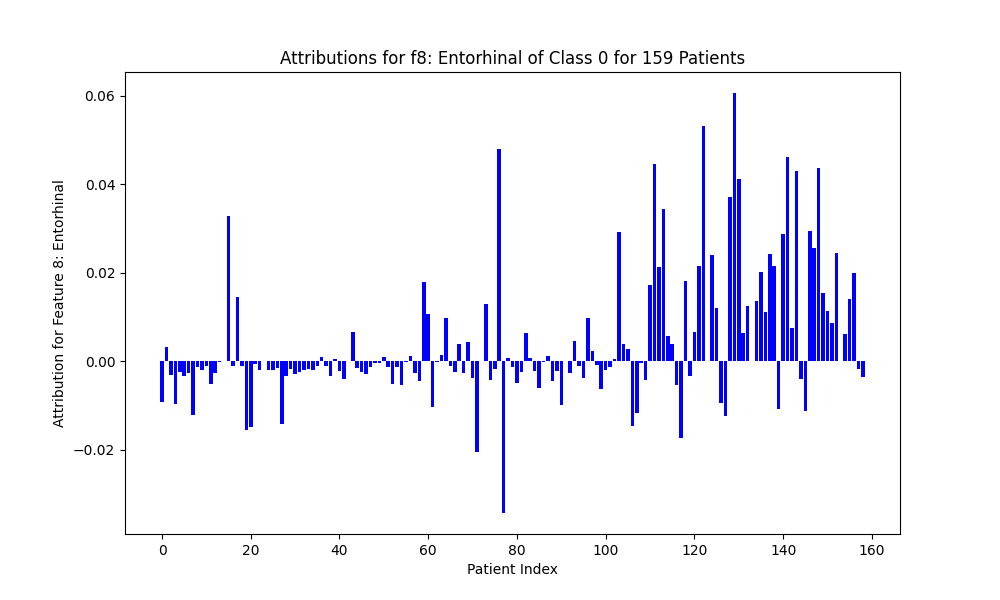 Attributions for f8: Entorhinal of Class 0 for 159 Patients
Attribution for Feature 8: Entorhinal
0.06
0.04
0.02
0.00
−0.02
0 20 40 60 80 100 120 140 160
Patient Index